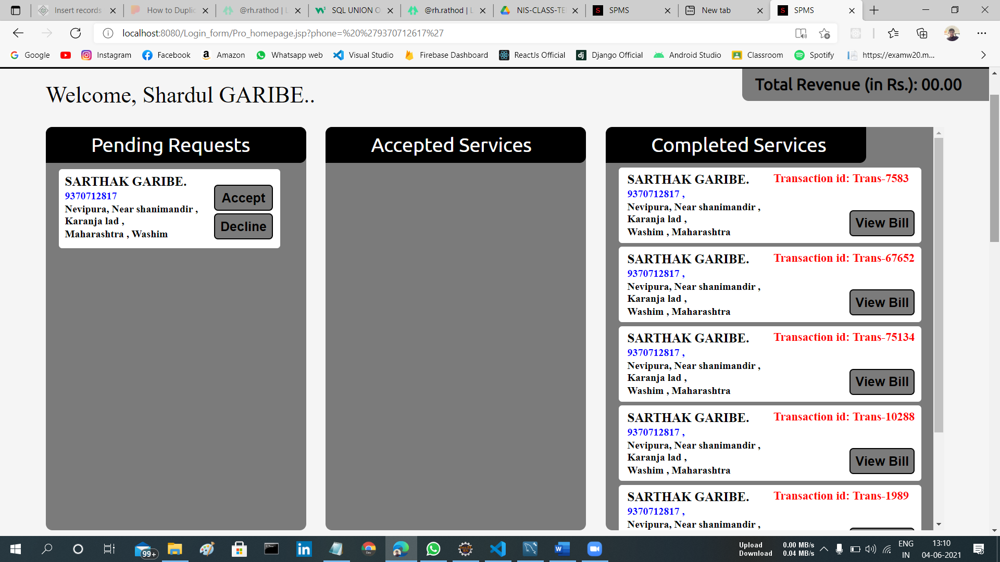 Insert records
How to Duplic
@rh.rathod | L
SQL UNION O
@rh.rathod | L
NIS-CLASS-TE
SPMS
New tab
SPMS
localhost:8080/Login_form/Pro_homepage.jsp?phone=%20%279370712617%27
Google
Instagram
Facebook
Amazon
Whatsapp web
Visual Studio
Firebase Dashboard
ReactJs Official
Django Official
Android Studio
Classroom
Spotify
https://examw20.m...
Total Revenue (in Rs.): 00.00
Welcome, Shardul GARIBE..
Pending Requests
SARTHAK GARIBE.
9370712817
Nevipura, Near shanimandir ,
Karanja lad ,
Maharashtra , Washim
Accept
Decline
Accepted Services
Completed Services
SARTHAK GARIBE.
Transaction id: Trans-7583
9370712817 ,
Nevipura, Near shanimandir ,
Karanja lad ,
Washim , Maharashtra
View Bill
SARTHAK GARIBE.
Transaction id: Trans-67652
9370712817 ,
Nevipura, Near shanimandir ,
Karanja lad ,
Washim , Maharashtra
View Bill
SARTHAK GARIBE.
Transaction id: Trans-75134
9370712817 ,
Nevipura, Near shanimandir ,
Karanja lad ,
Washim , Maharashtra
View Bill
SARTHAK GARIBE.
Transaction id: Trans-10288
9370712817 ,
Nevipura, Near shanimandir ,
Karanja lad ,
Washim , Maharashtra
View Bill
SARTHAK GARIBE.
Transaction id: Trans-1989
9370712817 ,
Nevipura, Near shanimandir ,
99+
Upload 0.00 MB/s
Download 0.04 MB/s
ENG
IN
13:10
04-06-2021